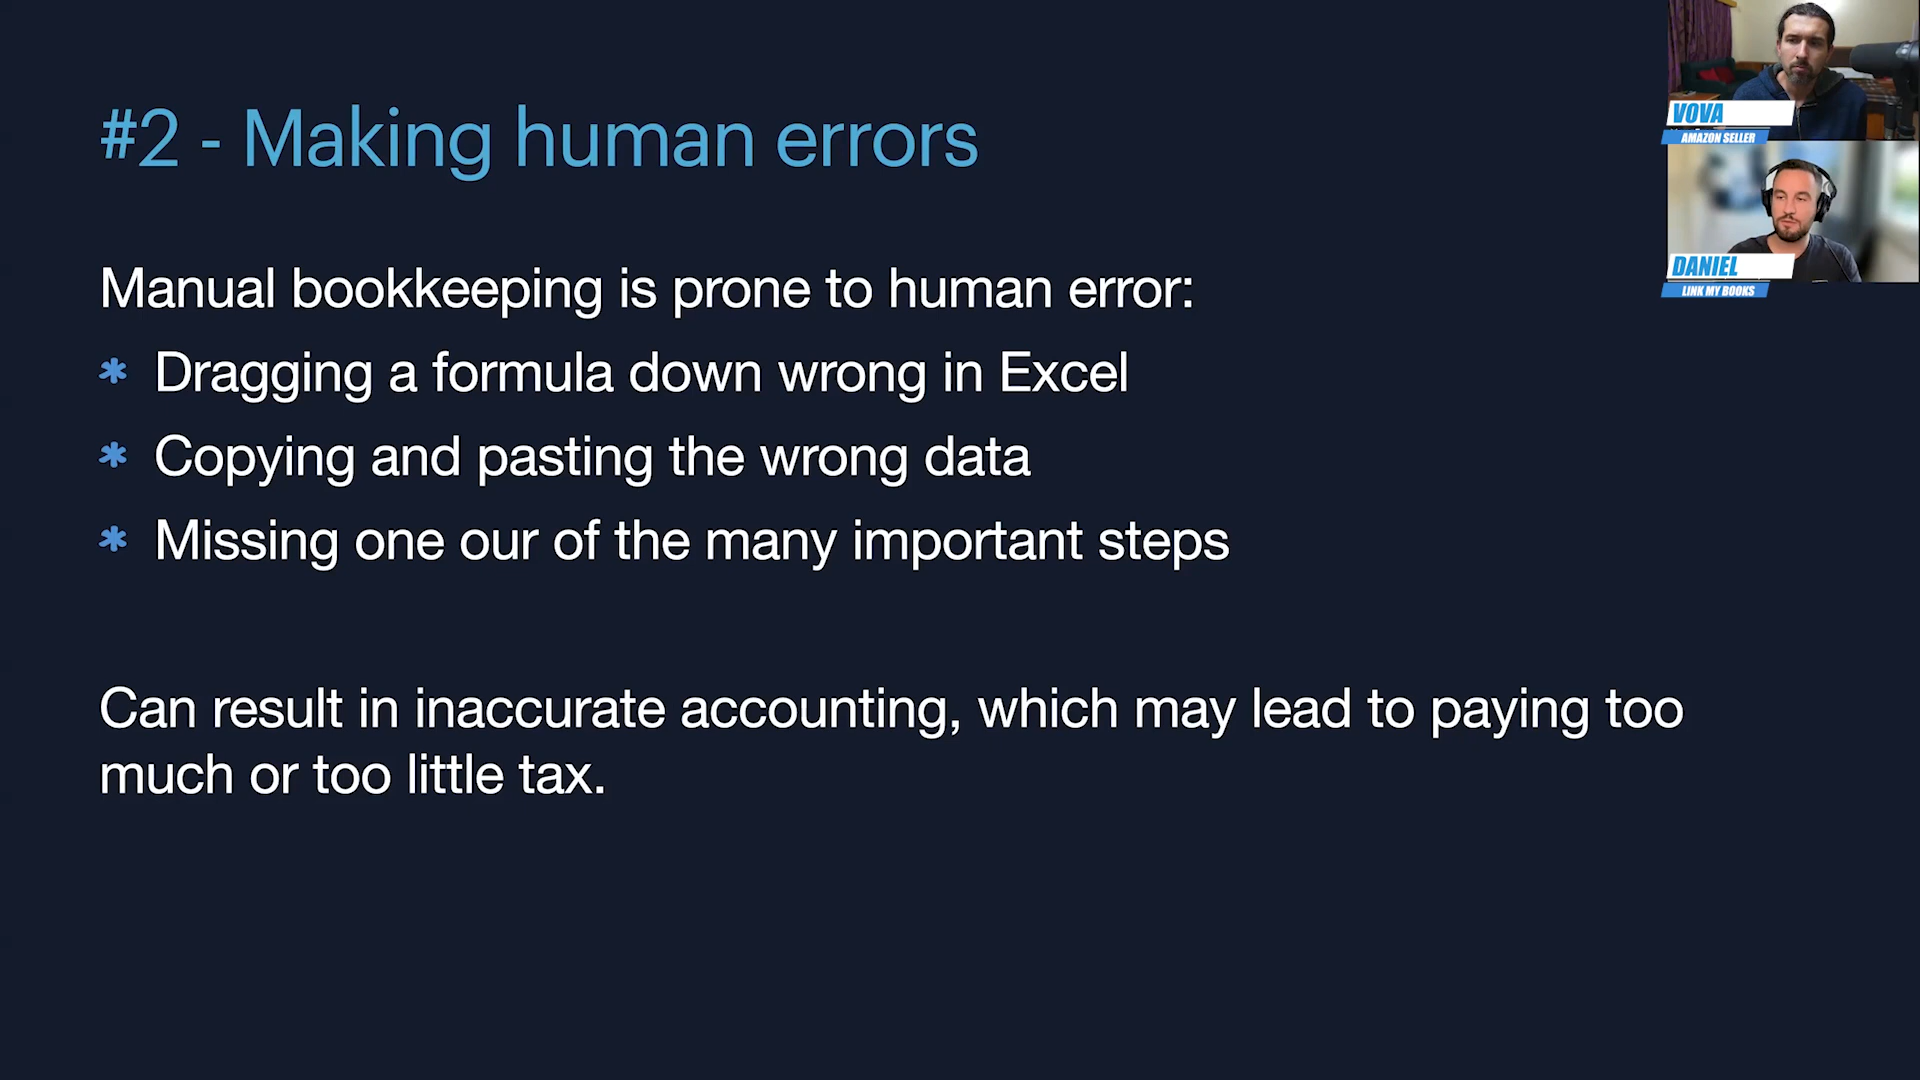 #2 - Making human errors
Manual bookkeeping is prone to human error:
* Dragging a formula down wrong in Excel
* Copying and pasting the wrong data
* Missing one our of the many important steps
Can result in inaccurate accounting, which may lead to paying too
much or too little tax.
VOVA
AMAZON SELLER
DANIEL
LINK MY BOOKS